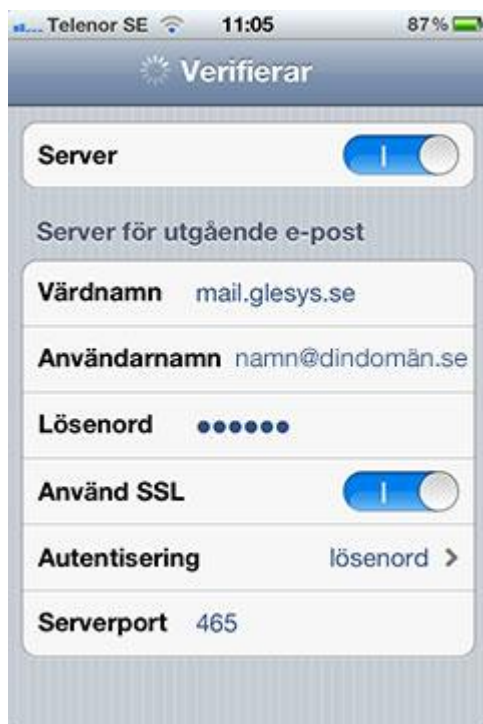 Telenor SE 11:05 87%
Verifierar
Server
Server för utgående e-post
Värdnamn mail.glesys.se
Användarnamn namn@dindomän.se
Lösenord ●●●●●●
Använd SSL
Autentisering lösenord >
Serverport 465